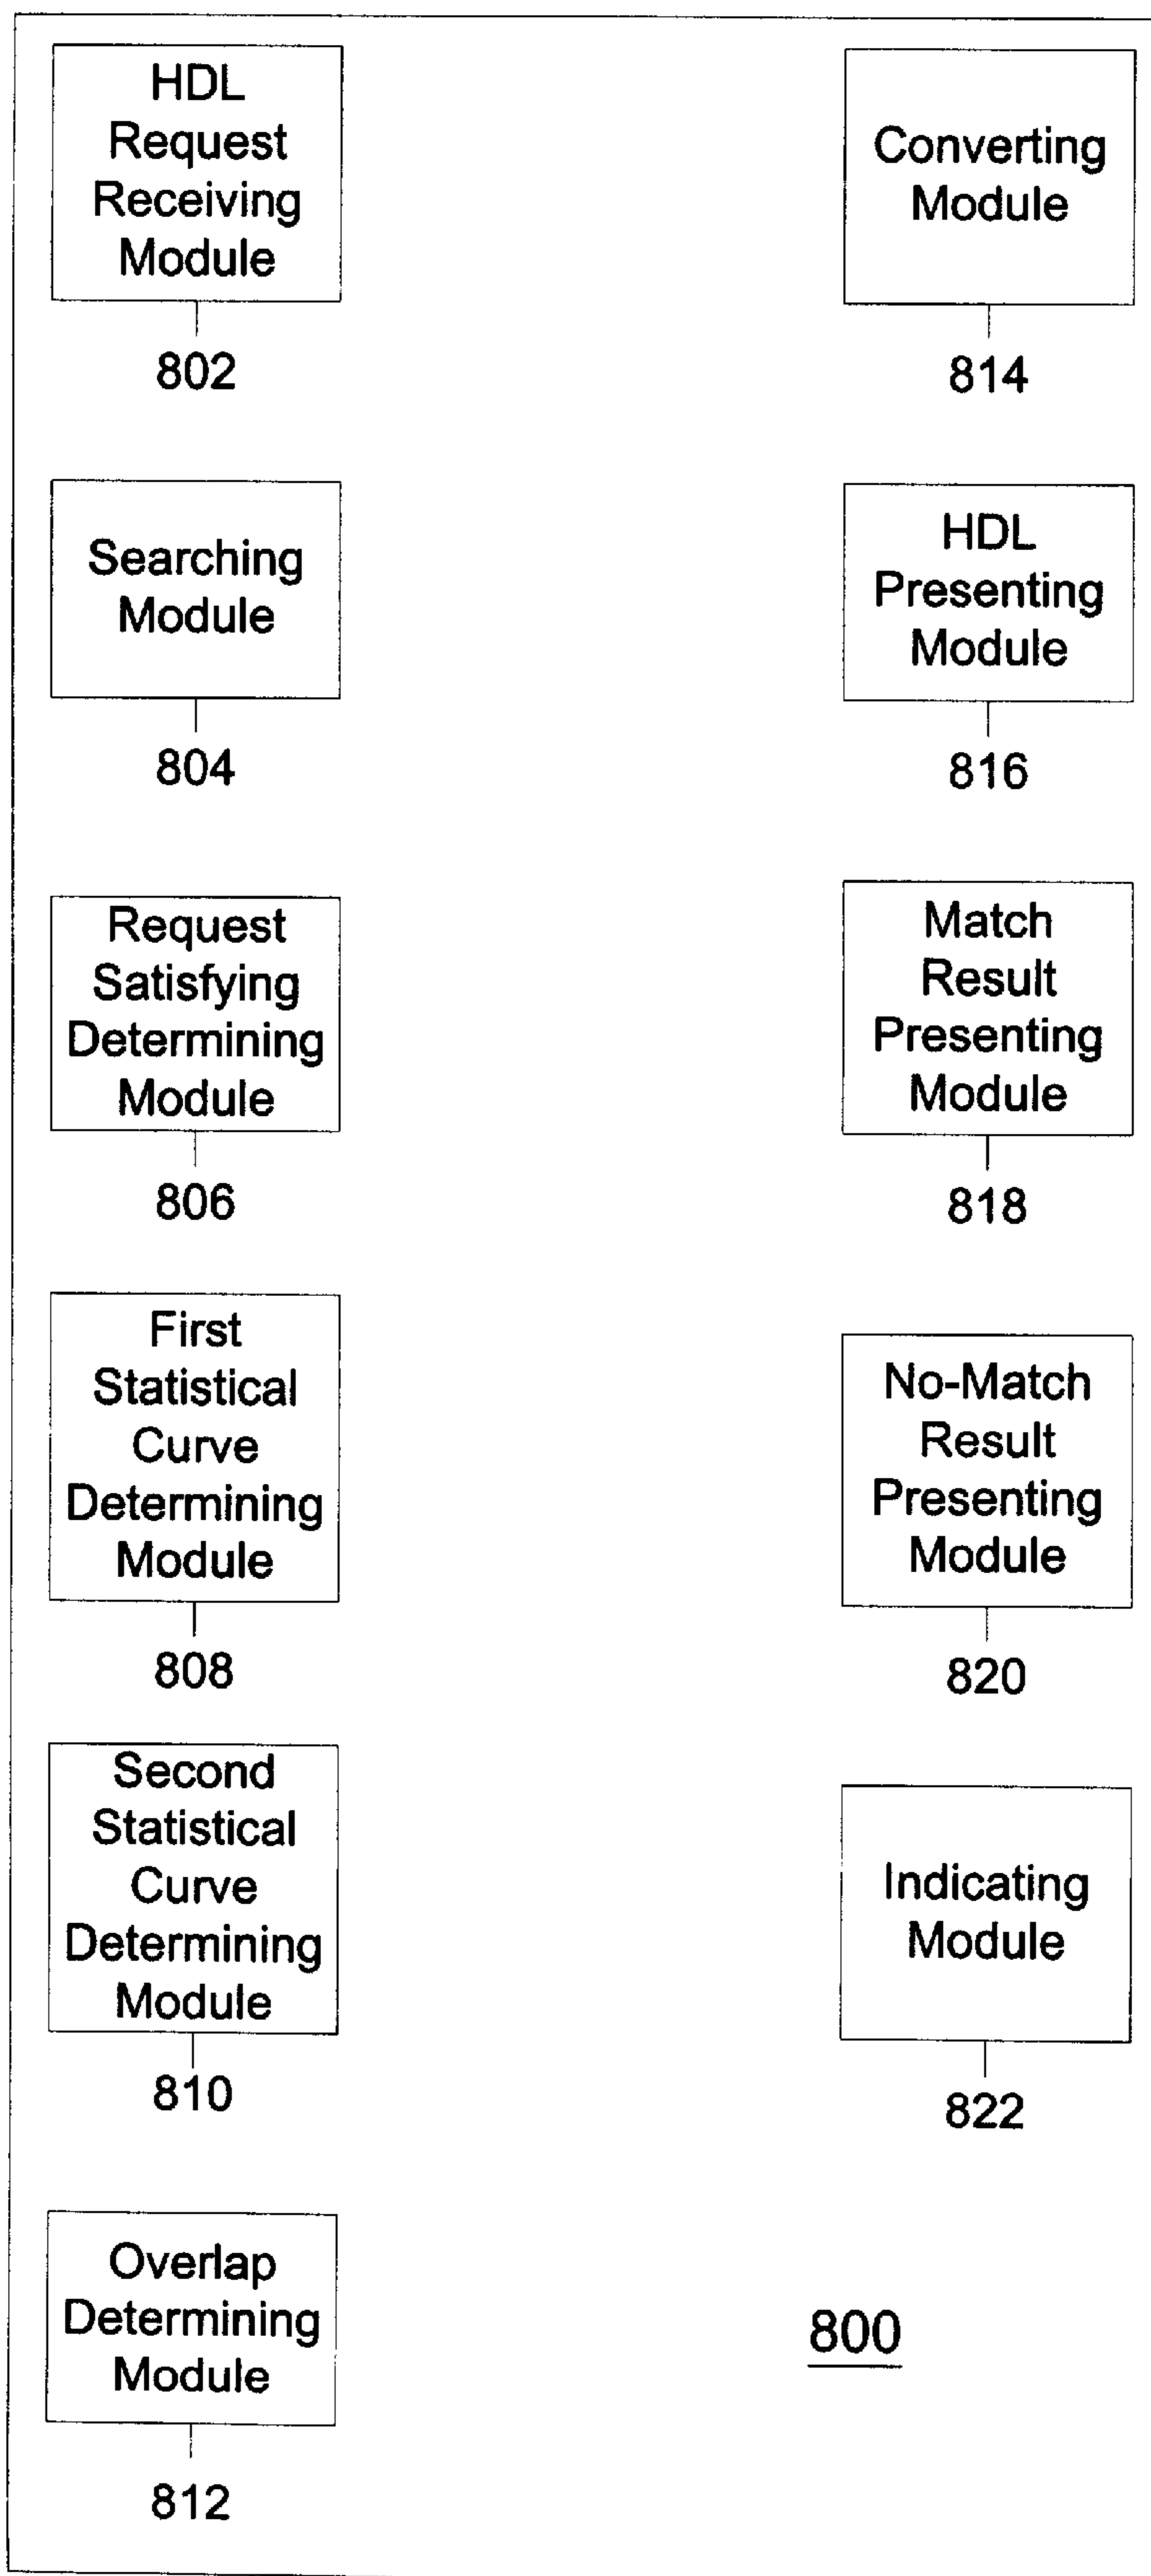 HDL
Request
Receiving
Module
802
Searching
Module
804
Request
Satisfying
Determining
Module
806
First
Statistical
Curve
Determining
Module
808
Second
Statistical
Curve
Determining
Module
810
Overlap
Determining
Module
812
Converting
Module
814
HDL
Presenting
Module
816
Match
Result
Presenting
Module
818
No-Match
Result
Presenting
Module
820
Indicating
Module
822
800